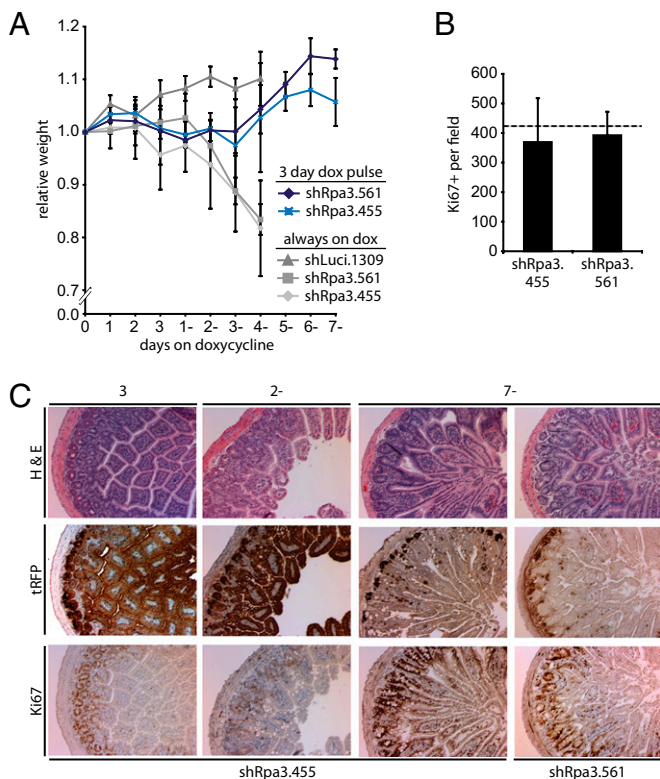 A
relative weight
1.2
1.1
1.0
0.9
0.8
0.7
0.0
0 1 2 3 1- 2- 3- 4- 5- 6- 7-
days on doxycycline
3 day dox pulse
shRpa3.561
shRpa3.455
always on dox
shLuci.1309
shRpa3.561
shRpa3.455
B
Ki67+ per field
600
500
400
300
200
100
0
shRpa3. shRpa3.
455 561
C
3 2- 7-
H & E
tRFP
Ki67
shRpa3.455 shRpa3.561